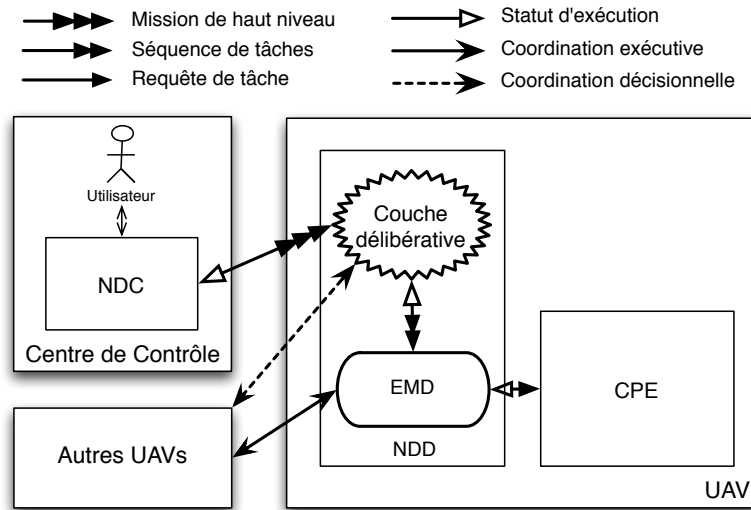 Mission de haut niveau
Séquence de tâches
Requête de tâche
Statut d'exécution
Coordination exécutive
Coordination décisionnelle
Utilisateur
NDC
Centre de Contrôle
Autres UAVs
Couche
délibérative
EMD
NDD
CPE
UAV